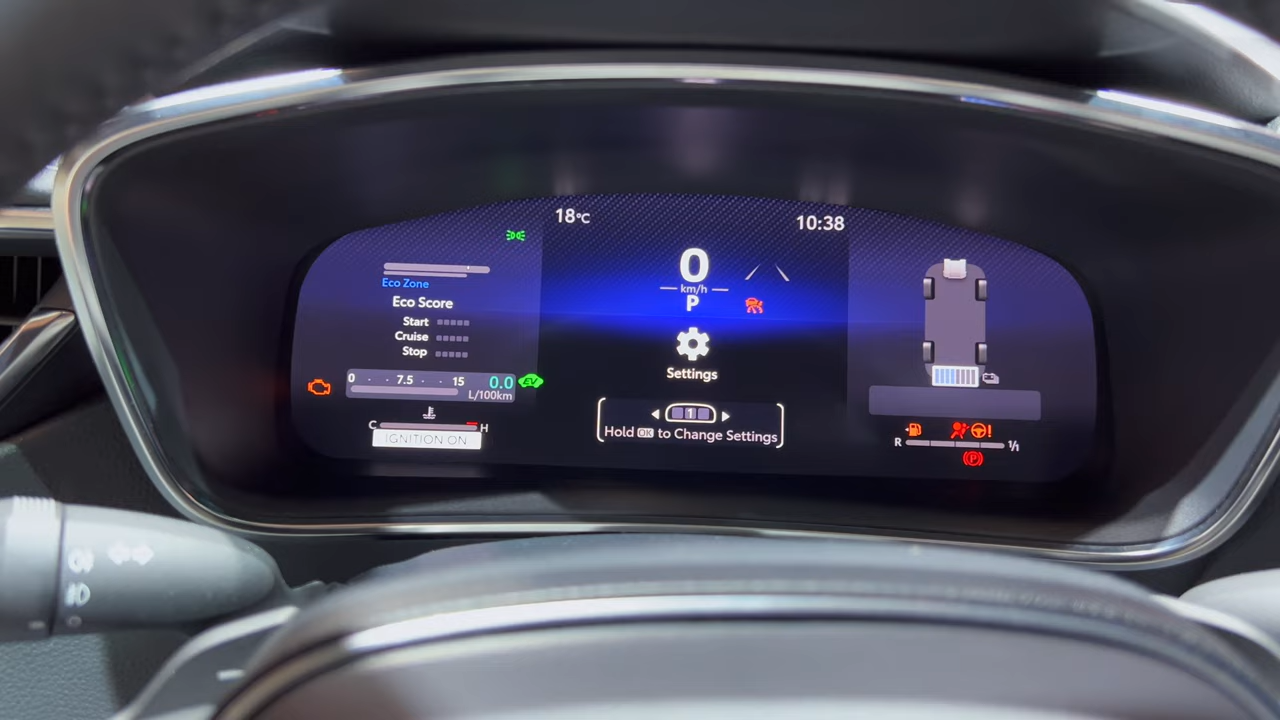 18°C
10:38
0
km/h
P
Eco Zone
Eco Score
Start
Cruise
Stop
0 7.5 15 0.0
L/100km
EV
Settings
1
Hold OK to Change Settings
C H
IGNITION ON
R 1/1
P